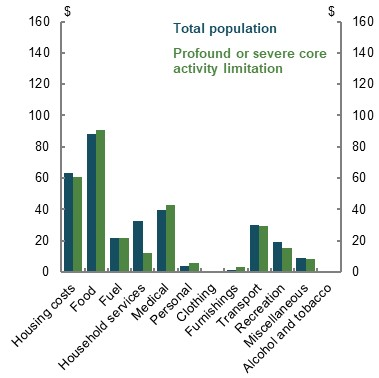 $
$
160
160
Total population
140
140
Profound or severe core
activity limitation
120
120
100
100
80
80
60
60
40
40
20
20
0
0
Housing costs
Food
Fuel
Household services
Medical
Personal
Clothing
Furnishings
Transport
Recreation
Miscellaneous
Alcohol and tobacco